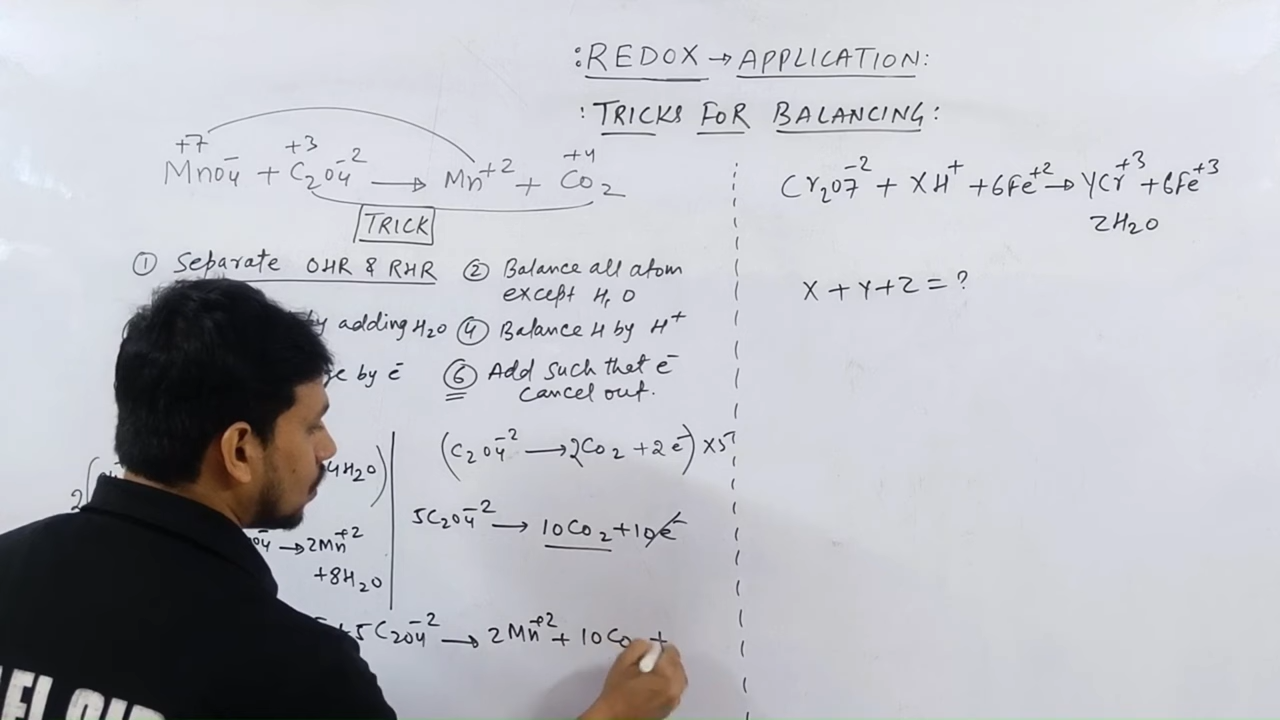 :REDOX → APPLICATION:
:TRICKS FOR BALANCING:
+7 +3 +4
MnO4⁻ + C2O4⁻² → Mn⁺² + CO2
TRICK
① Separate OHR & RHR ② Balance all atom
except H, O
by adding H2O ④ Balance H by H⁺
by e⁻ ⑥ Add such that e⁻
Cancel out.
(C2O4⁻² → 2CO2 + 2e⁻) X5
2( 4H2O)
5C2O4⁻² → 10CO2 + 10e⁻
→ 2Mn⁺²
+8H2O
+ 5C2O4⁻² → 2Mn⁺² + 10CO +
Cr2O7⁻² + XH⁺ + 6Fe⁺² → YCr⁺³ + 6Fe⁺³
ZH2O
X + Y + Z = ?